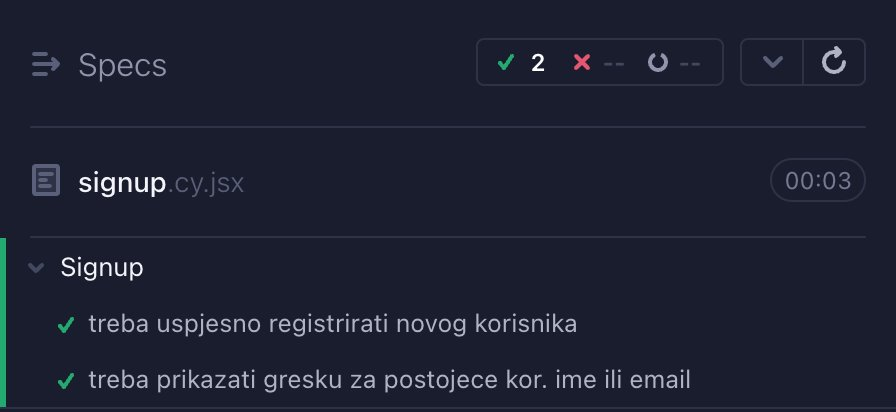 Specs 2 -- --
signup.cy.jsx 00:03
Signup
treba uspjesno registrirati novog korisnika
treba prikazati gresku za postojece kor. ime ili email